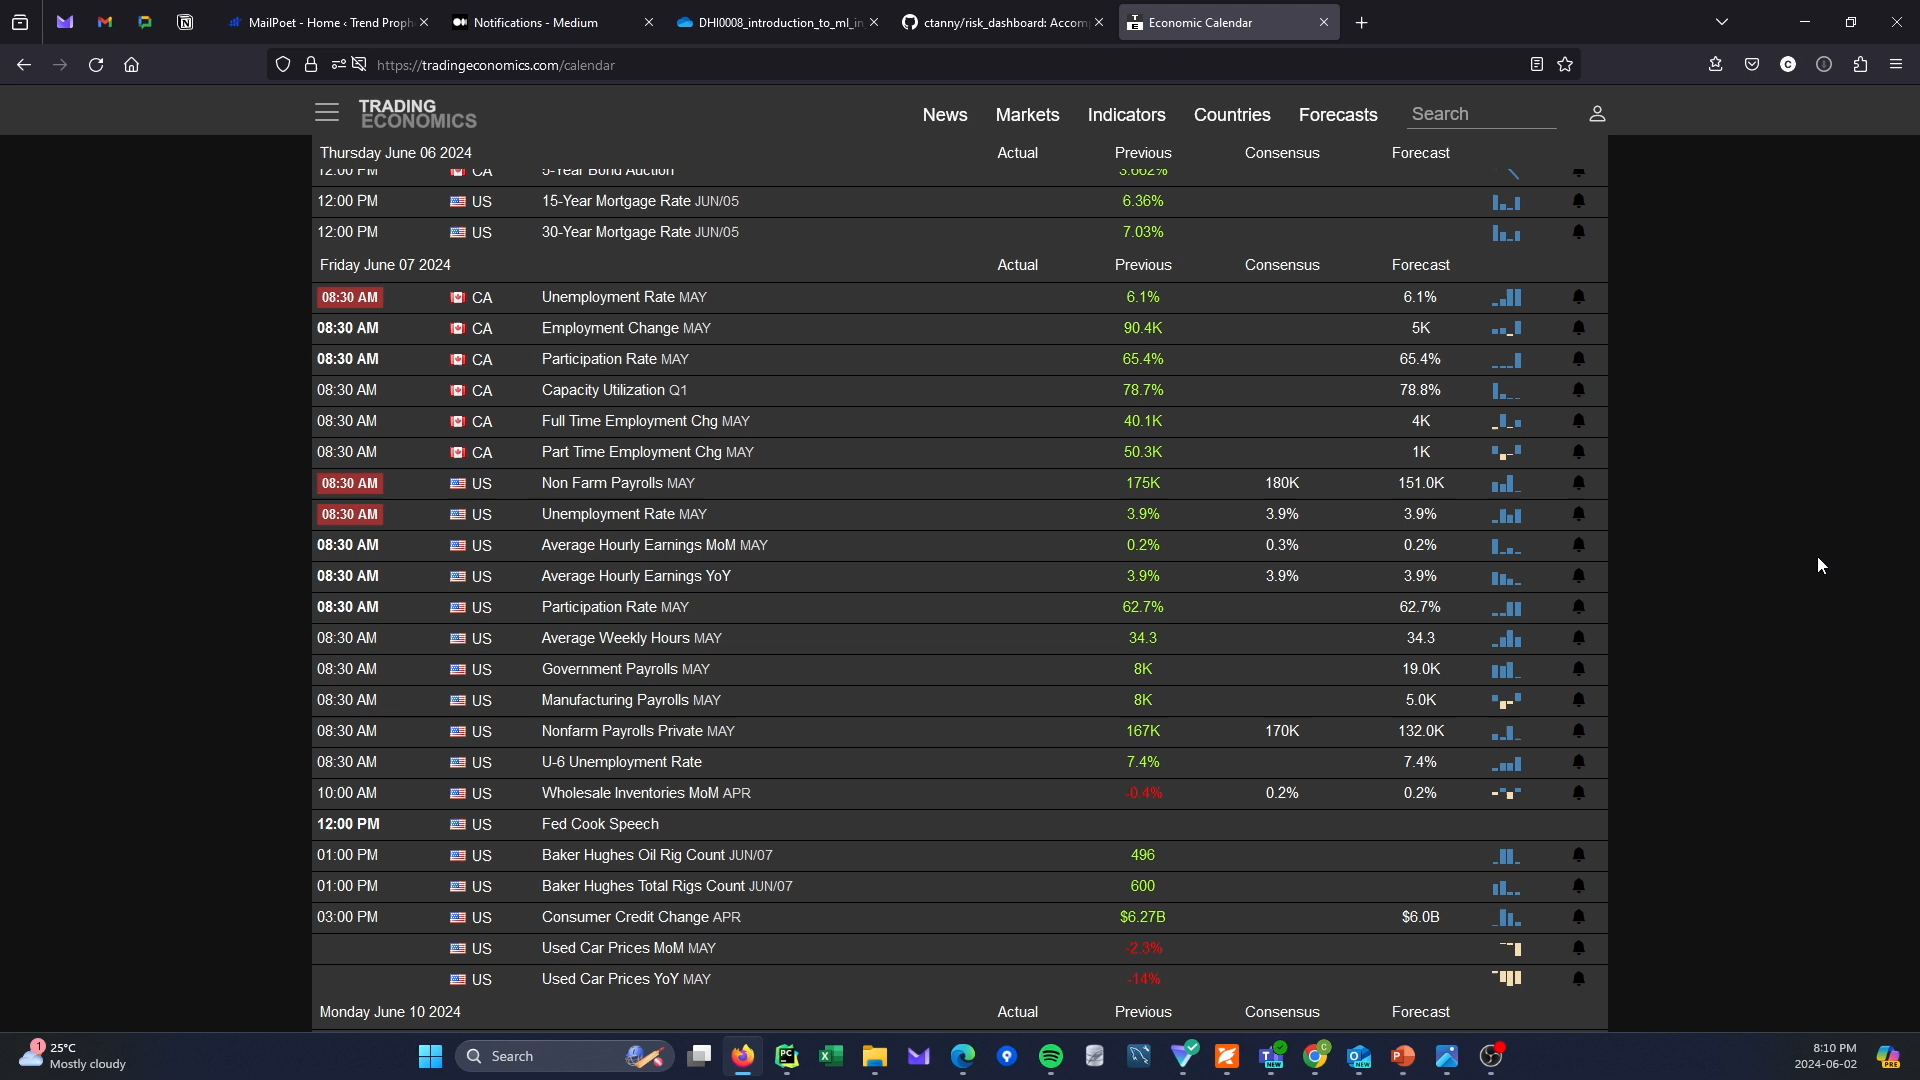 MailPoet - Home ‹ Trend Proph
Notifications - Medium
DHI0008_introduction_to_ml_in
ctanny/risk_dashboard: Accom
Economic Calendar
https://tradingeconomics.com/calendar
TRADING ECONOMICS News Markets Indicators Countries Forecasts Search
Thursday June 06 2024 Actual Previous Consensus Forecast
12:00 PM CA 5-Year Bond Auction 3.662%
12:00 PM US 15-Year Mortgage Rate JUN/05 6.36%
12:00 PM US 30-Year Mortgage Rate JUN/05 7.03%
Friday June 07 2024 Actual Previous Consensus Forecast
08:30 AM CA Unemployment Rate MAY 6.1% 6.1%
08:30 AM CA Employment Change MAY 90.4K 5K
08:30 AM CA Participation Rate MAY 65.4% 65.4%
08:30 AM CA Capacity Utilization Q1 78.7% 78.8%
08:30 AM CA Full Time Employment Chg MAY 40.1K 4K
08:30 AM CA Part Time Employment Chg MAY 50.3K 1K
08:30 AM US Non Farm Payrolls MAY 175K 180K 151.0K
08:30 AM US Unemployment Rate MAY 3.9% 3.9% 3.9%
08:30 AM US Average Hourly Earnings MoM MAY 0.2% 0.3% 0.2%
08:30 AM US Average Hourly Earnings YoY 3.9% 3.9% 3.9%
08:30 AM US Participation Rate MAY 62.7% 62.7%
08:30 AM US Average Weekly Hours MAY 34.3 34.3
08:30 AM US Government Payrolls MAY 8K 19.0K
08:30 AM US Manufacturing Payrolls MAY 8K 5.0K
08:30 AM US Nonfarm Payrolls Private MAY 167K 170K 132.0K
08:30 AM US U-6 Unemployment Rate 7.4% 7.4%
10:00 AM US Wholesale Inventories MoM APR -0.4% 0.2% 0.2%
12:00 PM US Fed Cook Speech
01:00 PM US Baker Hughes Oil Rig Count JUN/07 496
01:00 PM US Baker Hughes Total Rigs Count JUN/07 600
03:00 PM US Consumer Credit Change APR $6.27B $6.0B
US Used Car Prices MoM MAY -2.3%
US Used Car Prices YoY MAY -14%
Monday June 10 2024 Actual Previous Consensus Forecast
1 25°C
Mostly cloudy
Search
8:10 PM
2024-06-02